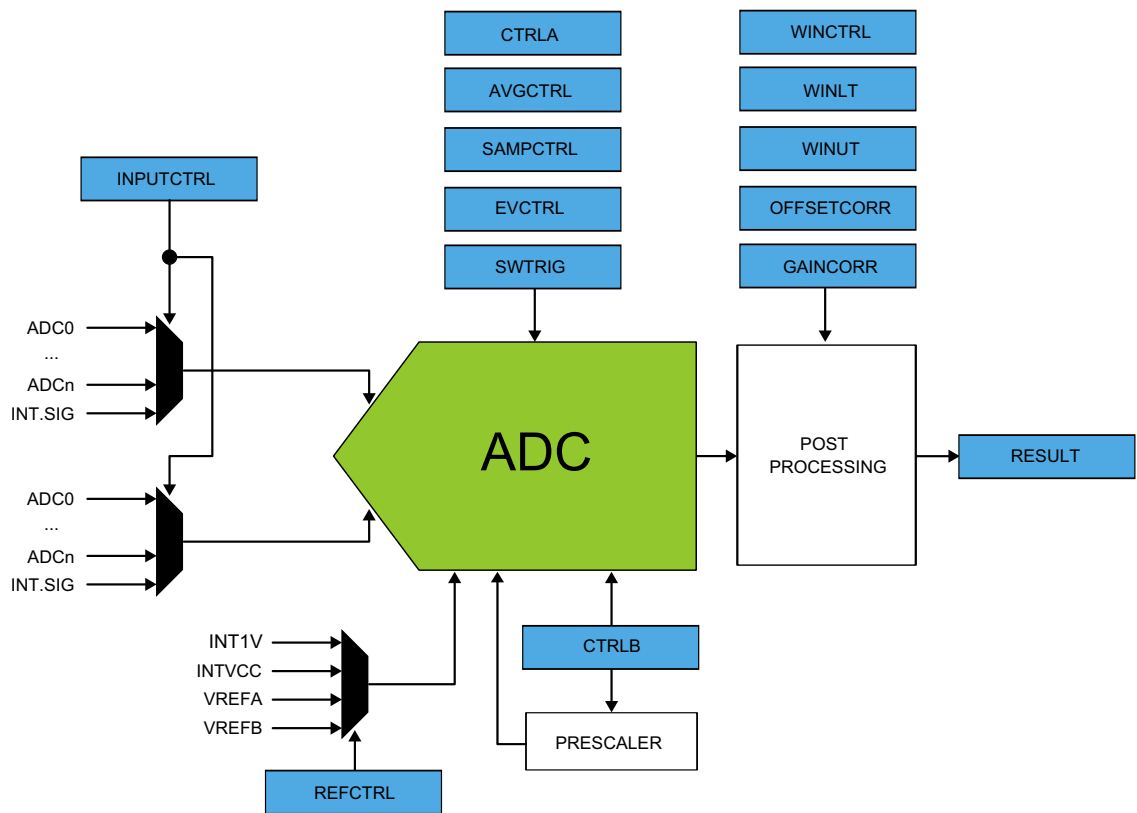 CTRLA
WINCTRL
AVGCTRL
WINLT
SAMPCTRL
WINUT
INPUTCTRL
EVCTRL
OFFSETCORR
SWTRIG
GAINCORR
ADC0
...
ADCn
INT.SIG
ADC
POST
PROCESSING
RESULT
ADC0
...
ADCn
INT.SIG
INT1V
INTVCC
VREFA
VREFB
CTRLB
PRESCALER
REFCTRL